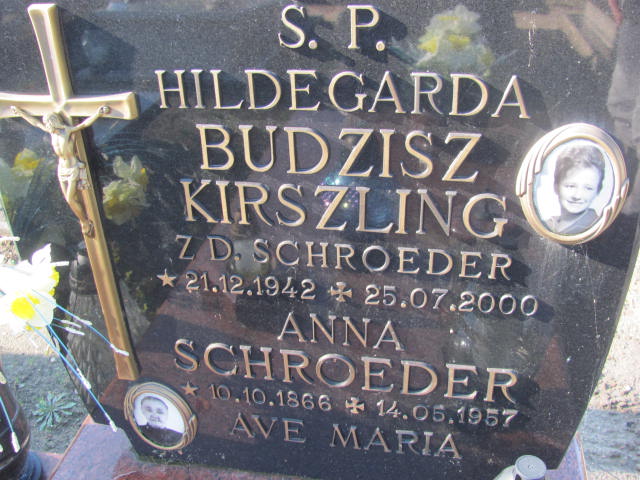 S. P.
HILDEGARDA
BUDZISZ
KIRSZLING
Z D. SCHROEDER
21.12.1942 25.07.2000
ANNA
SCHROEDER
10.10.1866 14.05.1957
AVE MARIA